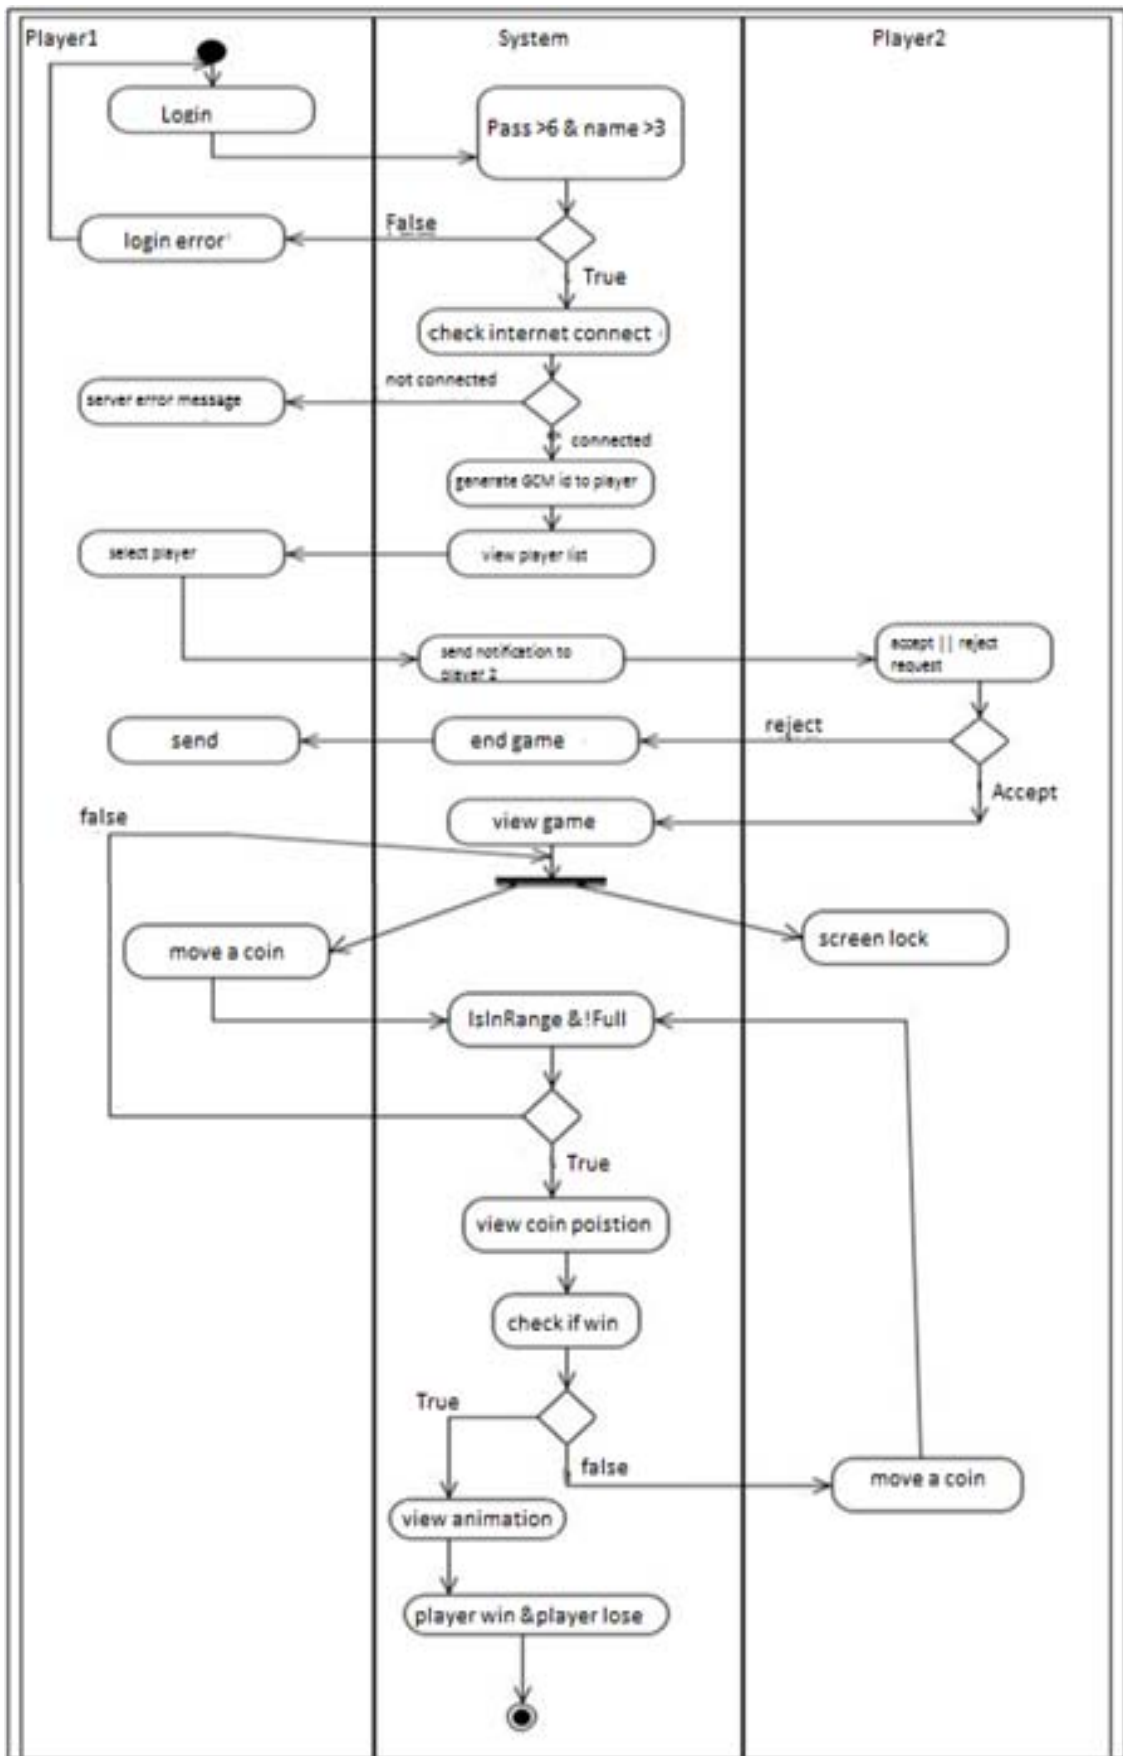 Player1
System
Player2
Login
Pass >6 & name >3
False
login error'
True
check internet connect
not connected
server error message
connected
generate GCM id to player
select player
view player list
send notification to
player 2
accept || reject
request
send
end game
reject
Accept
false
view game
move a coin
screen lock
IsInRange &!Full
True
view coin poistion
check if win
True
false
move a coin
view animation
player win &player lose